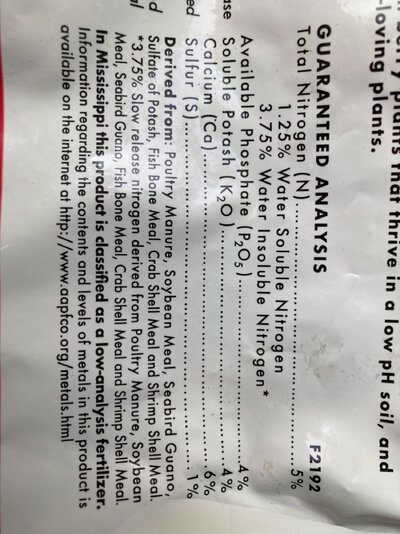 berry plants that thrive in a low pH soil, and
-loving plants.
GUARANTEED ANALYSIS F2192
Total Nitrogen (N)..............................5%
1.25% Water Soluble Nitrogen
3.75% Water Insoluble Nitrogen*
Available Phosphate (P2O5)....................4%
Soluble Potash (K2O)..............................4%
Calcium (Ca)........................................6%
Sulfur (S)............................................1%
Derived from: Poultry Manure, Soybean Meal, Seabird Guano,
Sulfate of Potash, Fish Bone Meal, Crab Shell Meal and Shrimp Shell Meal.
*3.75% Slow release nitrogen derived from Poultry Manure, Soybean
Meal, Seabird Guano, Fish Bone Meal, Crab Shell Meal and Shrimp Shell Meal.
In Mississippi this product is classified as a low-analysis fertilizer.
Information regarding the contents and levels of metals in this product is
available on the internet at http://www.aapfco.org/metals.html